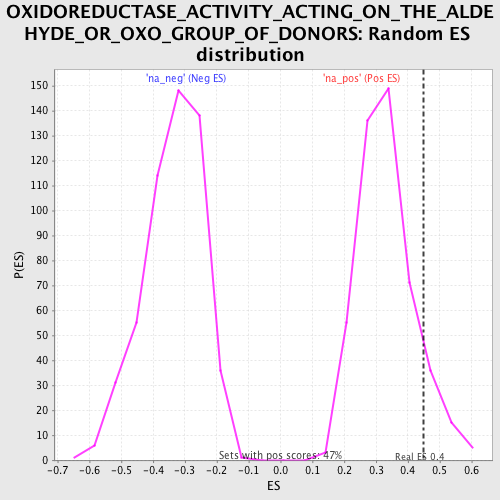 OXIDOREDUCTASE_ACTIVITY_ACTING_ON_THE_ALDE
HYDE_OR_OXO_GROUP_OF_DONORS: Random ES
distribution
'na_neg' (Neg ES)
'na_pos' (Pos ES)
150
140
130
120
110
100
90
80
70
60
50
40
30
20
10
0
P(ES)
Sets with pos scores: 47%
Real ES 0.4
-0.7 -0.6 -0.5 -0.4 -0.3 -0.2 -0.1 0.0 0.1 0.2 0.3 0.4 0.5 0.6
ES